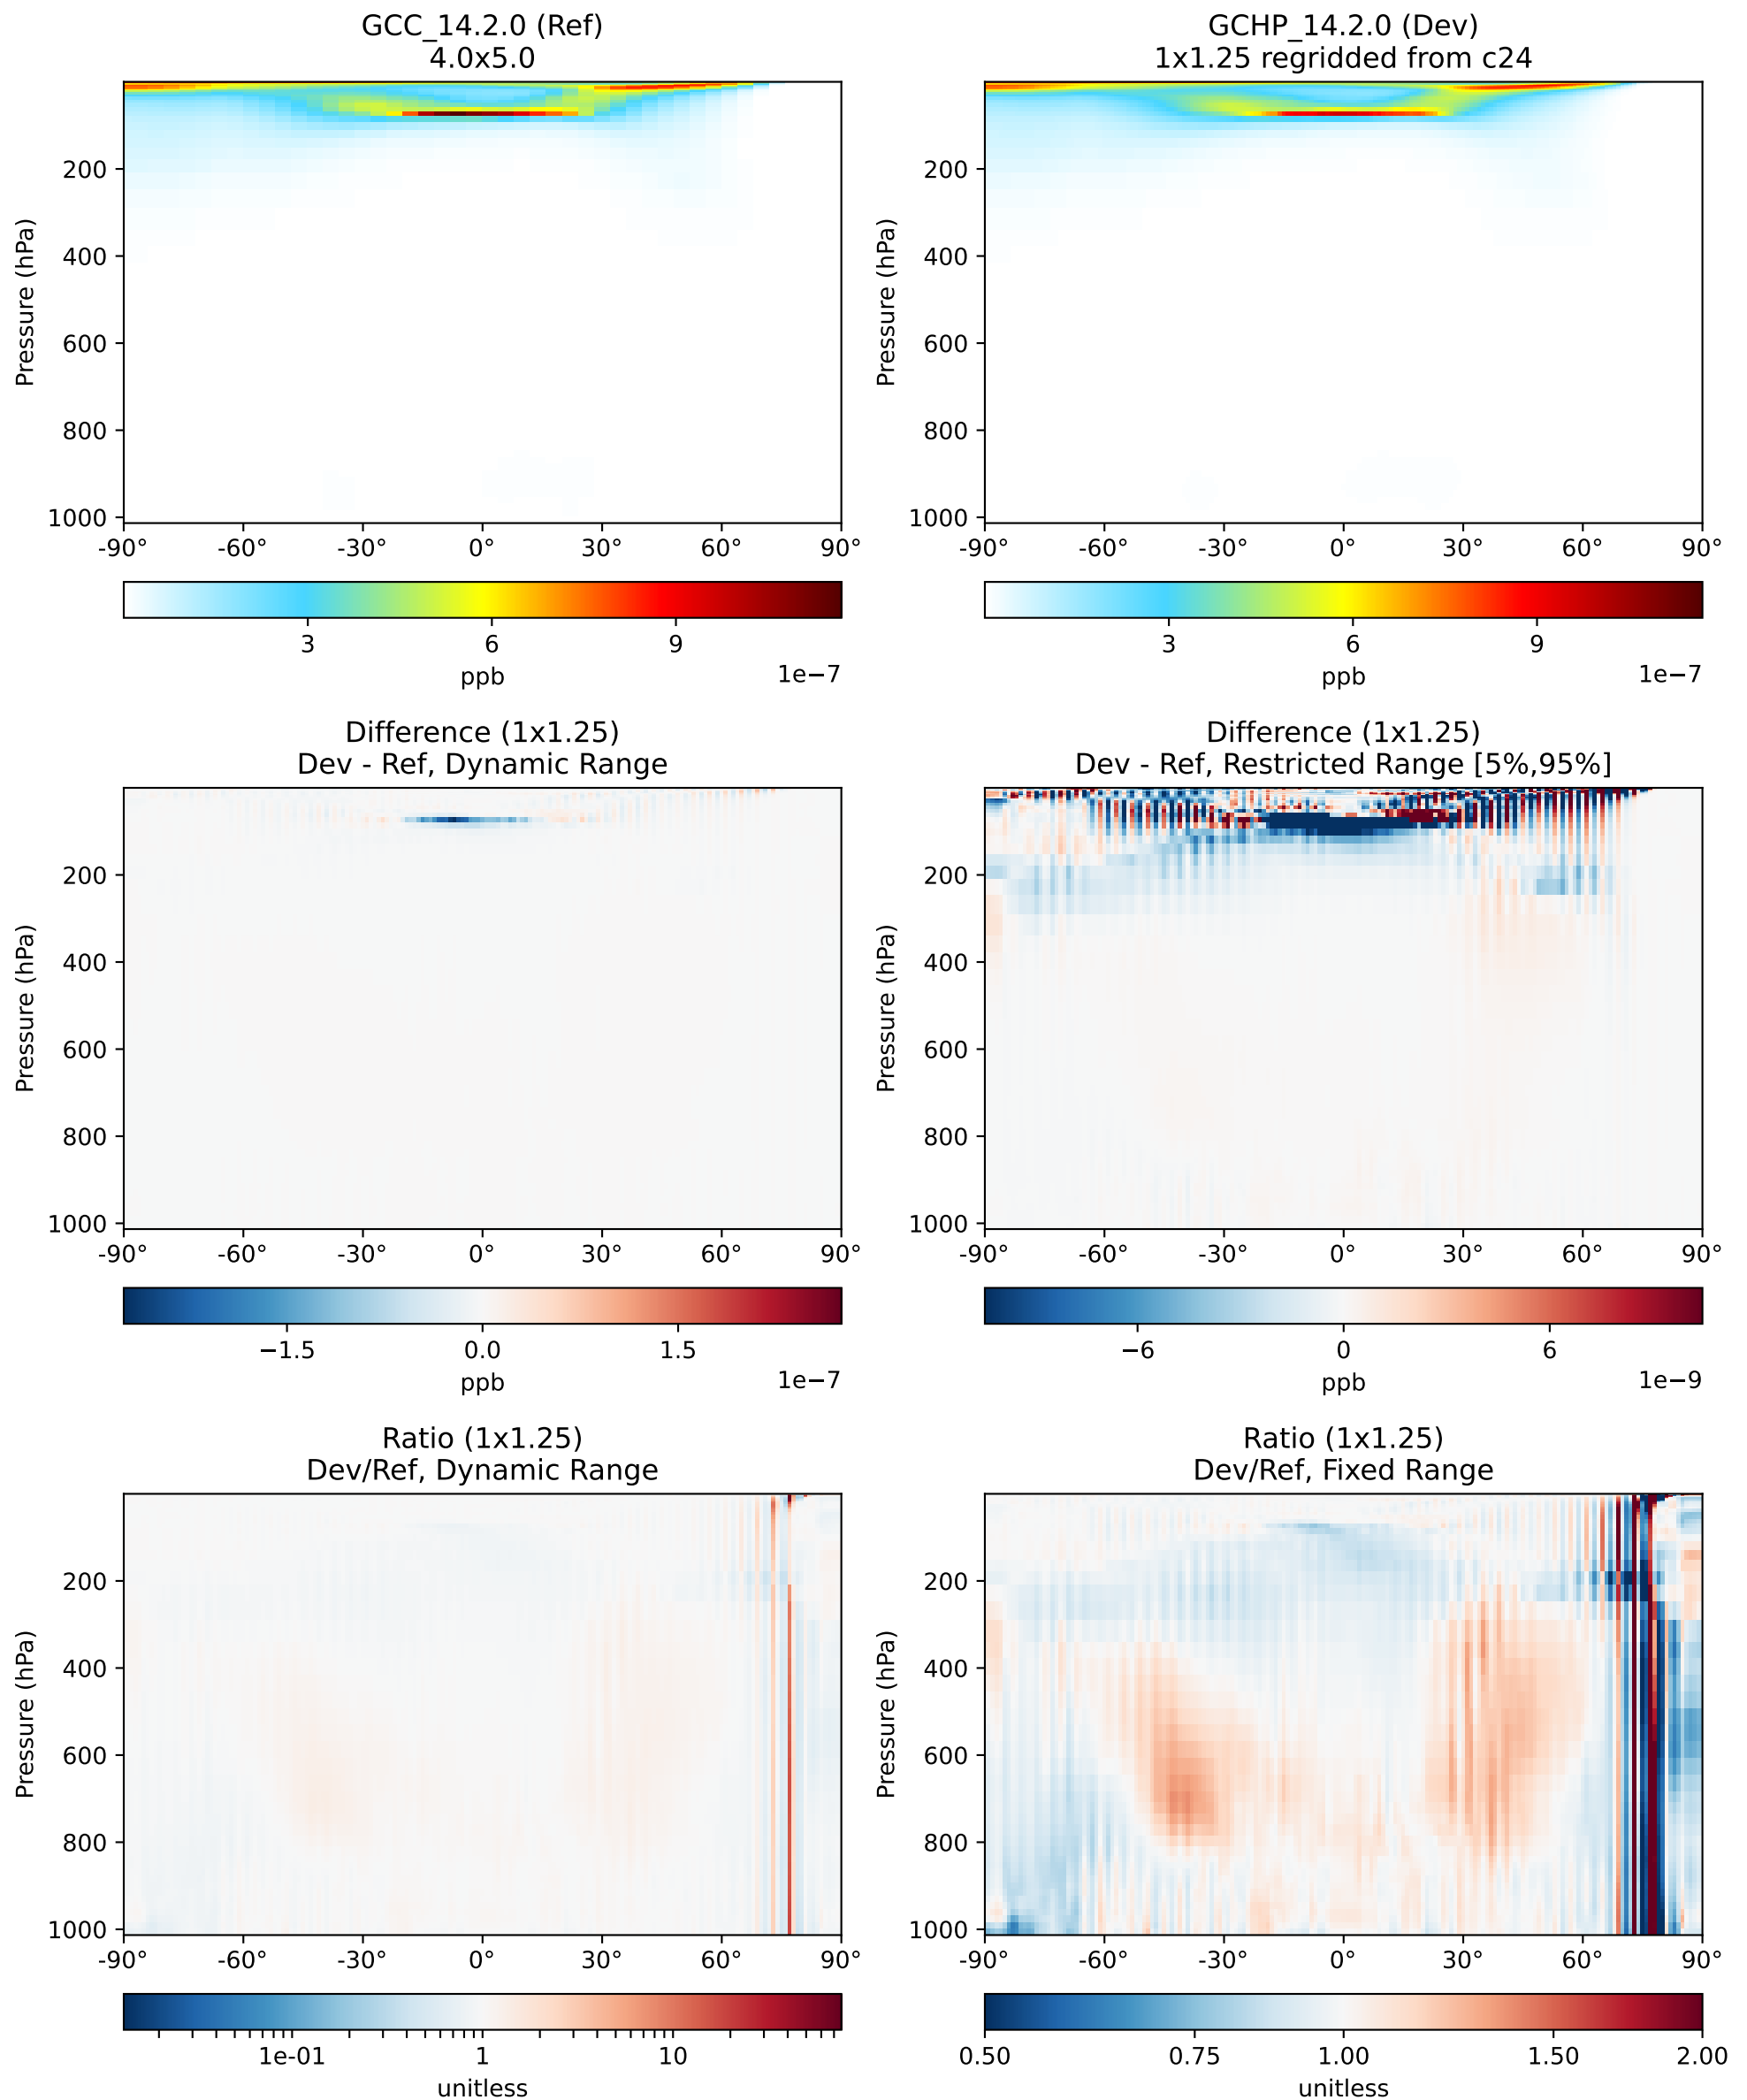 GCC_14.2.0 (Ref)
4.0x5.0
Pressure (hPa)
200
400
600
800
1000
-90° -60° -30° 0° 30° 60° 90°
3 6 9
ppb 1e−7
GCHP_14.2.0 (Dev)
1x1.25 regridded from c24
Pressure (hPa)
200
400
600
800
1000
-90° -60° -30° 0° 30° 60° 90°
3 6 9
ppb 1e−7
Difference (1x1.25)
Dev - Ref, Dynamic Range
Pressure (hPa)
200
400
600
800
1000
-90° -60° -30° 0° 30° 60° 90°
−1.5 0.0 1.5
ppb 1e−7
Difference (1x1.25)
Dev - Ref, Restricted Range [5%,95%]
Pressure (hPa)
200
400
600
800
1000
-90° -60° -30° 0° 30° 60° 90°
−6 0 6
ppb 1e−9
Ratio (1x1.25)
Dev/Ref, Dynamic Range
Pressure (hPa)
200
400
600
800
1000
-90° -60° -30° 0° 30° 60° 90°
1e-01 1 10
unitless
Ratio (1x1.25)
Dev/Ref, Fixed Range
Pressure (hPa)
200
400
600
800
1000
-90° -60° -30° 0° 30° 60° 90°
0.50 0.75 1.00 1.50 2.00
unitless